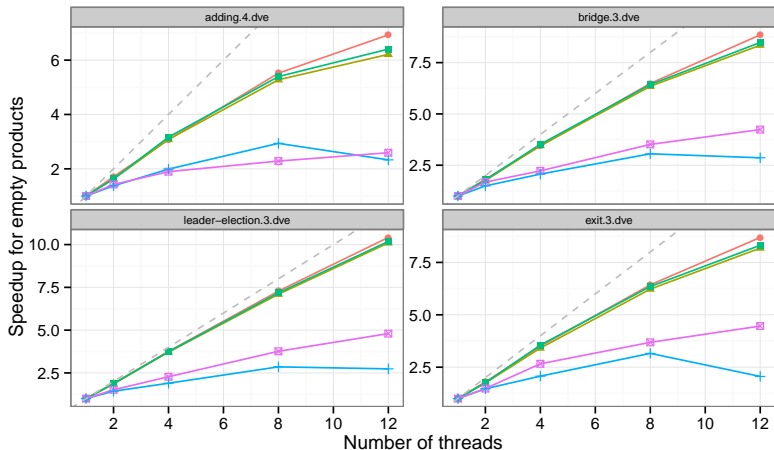 adding.4.dve
bridge.3.dve
6
4
2
7.5
5.0
2.5
leader−election.3.dve
exit.3.dve
10.0
7.5
5.0
2.5
7.5
5.0
2.5
2 4 6 8 10 12
2 4 6 8 10 12
Number of threads
Speedup for empty products